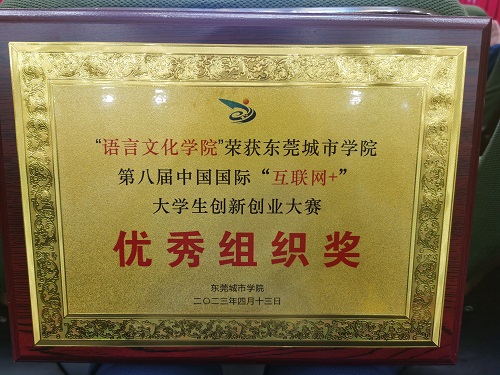 “语言文化学院”荣获东莞城市学院
第八届中国国际“互联网+”
大学生创新创业大赛
优秀组织奖
东莞城市学院
二〇二三年四月十三日